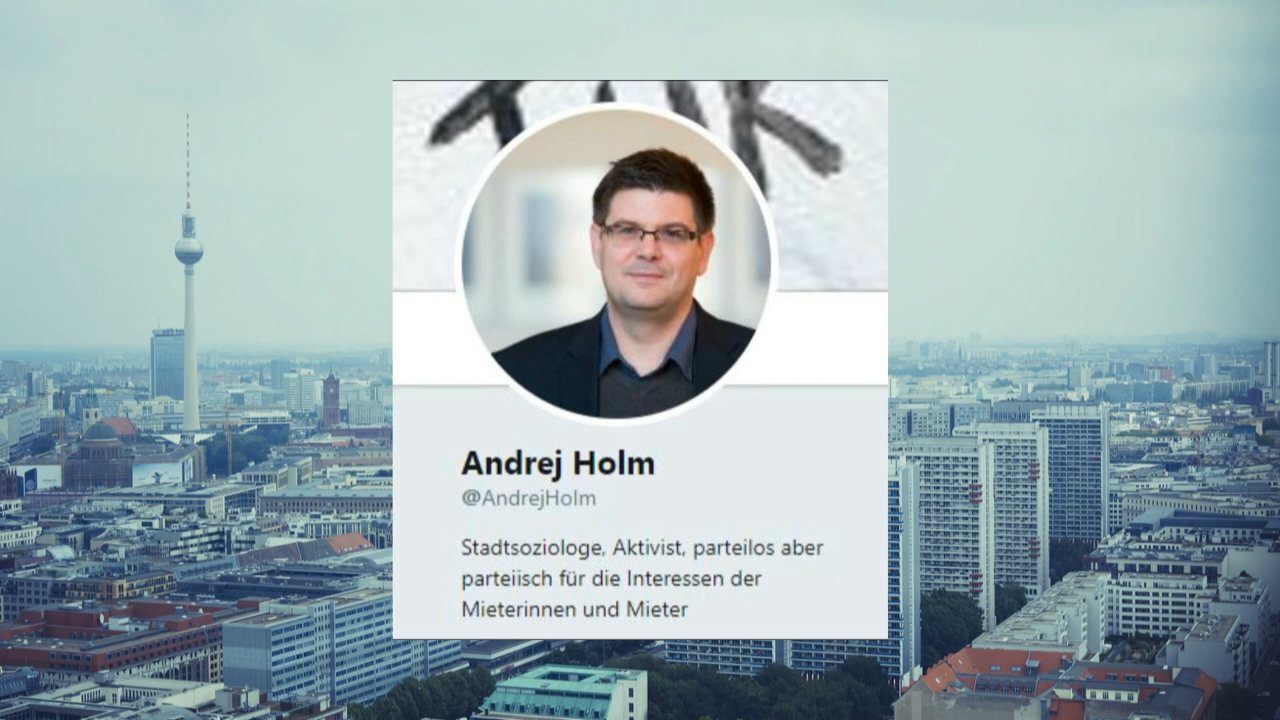 Andrej Holm
@AndrejHolm
Stadtsoziologe, Aktivist, parteilos aber
parteiisch für die Interessen der
Mieterinnen und Mieter